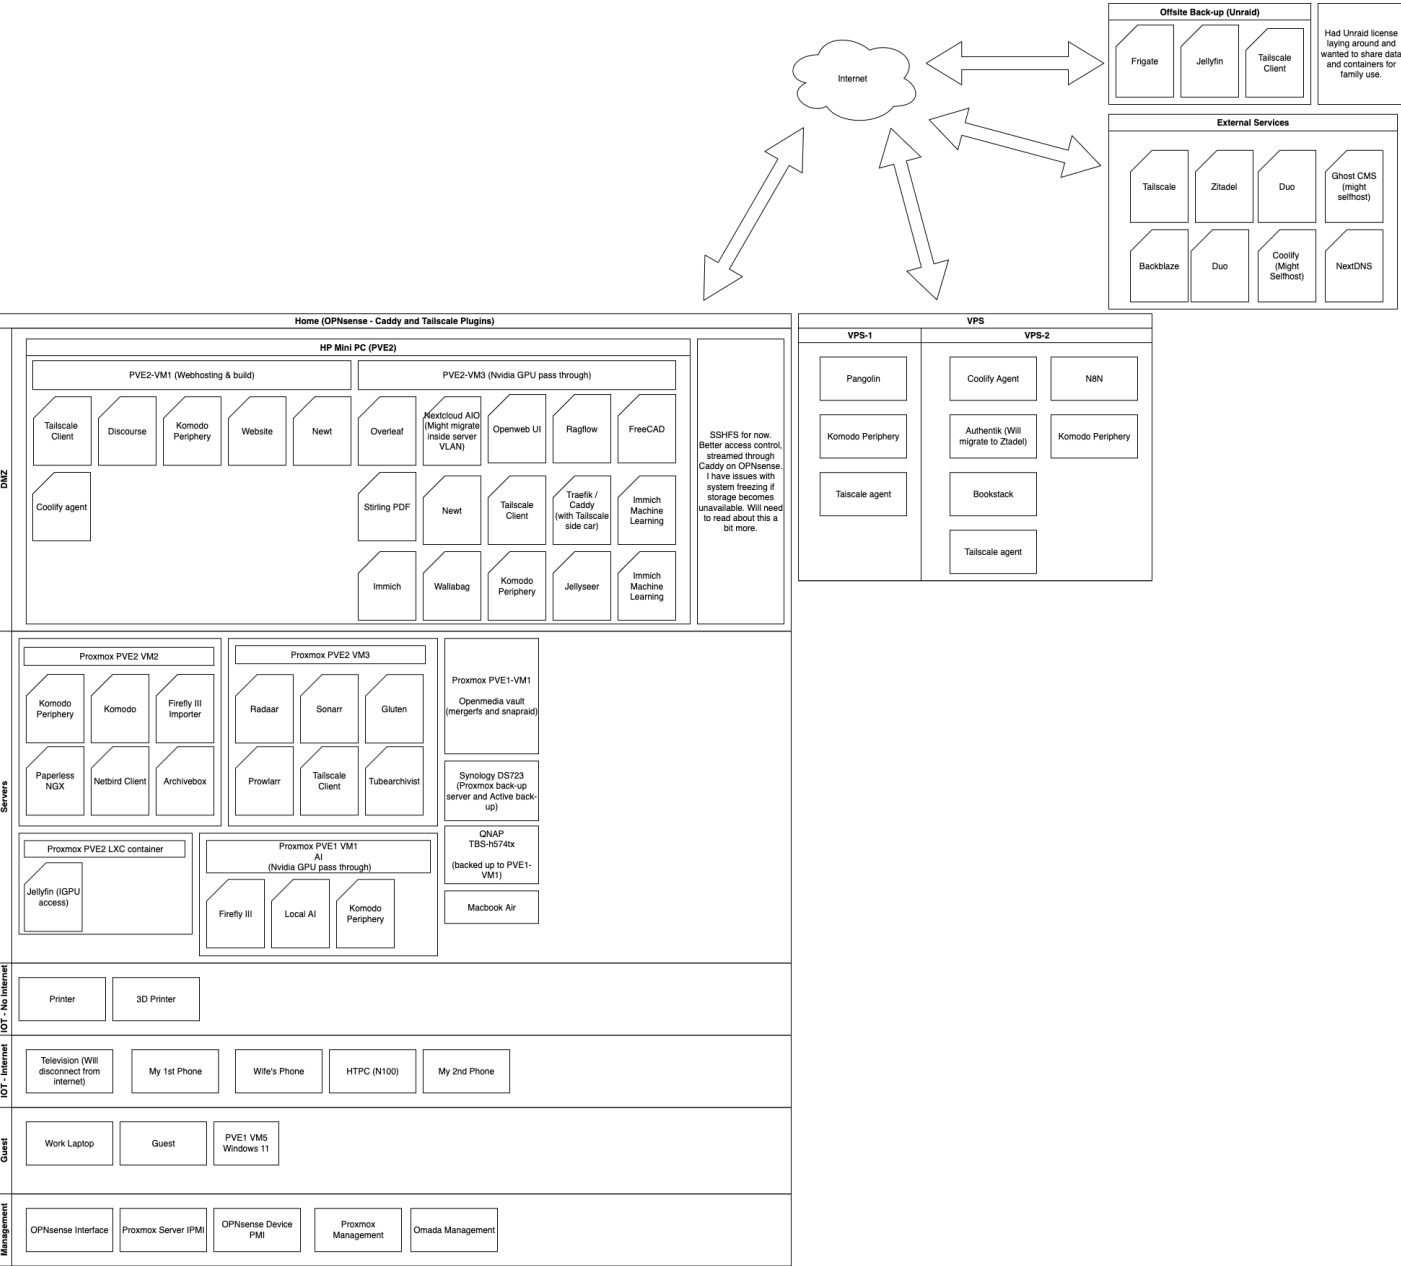 Offsite Back-up (Unraid)
Frigate
Jellyfin
Tailscale
Client
Had Unraid license
laying around and
wanted to share data
and containers for
family use.
Internet
External Services
Tailscale
Zitadel
Duo
Ghost CMS
(might
selfhost)
Backblaze
Duo
Coolify
(Might
Selfhost)
NextDNS
Home (OPNsense - Caddy and Tailscale Plugins)
DMZ
HP Mini PC (PVE2)
PVE2-VM1 (Webhosting & build)
Tailscale
Client
Discourse
Komodo
Periphery
Website
Newt
Coolify agent
PVE2-VM3 (Nvidia GPU pass through)
Overleaf
Nextcloud AIO
(Might migrate
inside server
VLAN)
Openweb UI
Ragflow
FreeCAD
Stirling PDF
Newt
Tailscale
Client
Traefik /
Caddy
(with Tailscale
side car)
Immich
Machine
Learning
Immich
Wallabag
Komodo
Periphery
Jellyseer
Immich
Machine
Learning
SSHFS for now.
Better access control,
streamed through
Caddy on OPNsense.
I have issues with
system freezing if
storage becomes
unavailable. Will need
to read about this a
bit more.
VPS
VPS-1
Pangolin
Komodo Periphery
Taiscale agent
VPS-2
Coolify Agent
N8N
Authentik (Will
migrate to Ztadel)
Komodo Periphery
Bookstack
Tailscale agent
Servers
Proxmox PVE2 VM2
Komodo
Periphery
Komodo
Firefly III
Importer
Paperless
NGX
Netbird Client
Archivebox
Proxmox PVE2 VM3
Radaar
Sonarr
Gluten
Prowlarr
Tailscale
Client
Tubearchivist
Proxmox PVE1-VM1
Openmedia vault
(mergerfs and snapraid)
Synology DS723
(Proxmox back-up
server and Active back-
up)
QNAP
TBS-h574tx
(backed up to PVE1-
VM1)
Macbook Air
Proxmox PVE2 LXC container
Jellyfin (IGPU
access)
Proxmox PVE1 VM1
AI
(Nvidia GPU pass through)
Firefly III
Local AI
Komodo
Periphery
IOT - No Internet
Printer
3D Printer
IOT - Internet
Television (Will
disconnect from
internet)
My 1st Phone
Wife's Phone
HTPC (N100)
My 2nd Phone
Guest
Work Laptop
Guest
PVE1 VM5
Windows 11
Management
OPNsense Interface
Proxmox Server IPMI
OPNsense Device
PMI
Proxmox
Management
Omada Management